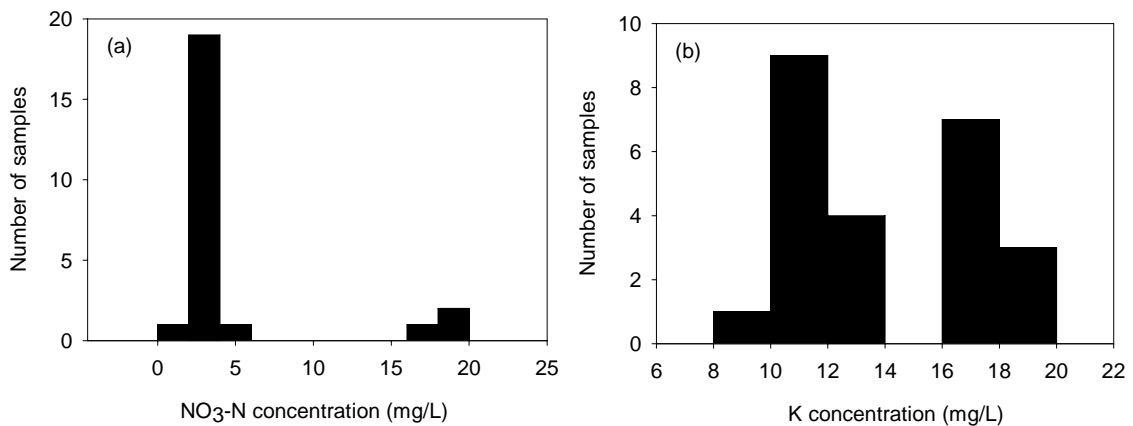 (a)
Number of samples
20
15
10
5
0
0 5 10 15 20 25
NO3-N concentration (mg/L)
(b)
Number of samples
10
8
6
4
2
0
6 8 10 12 14 16 18 20 22
K concentration (mg/L)